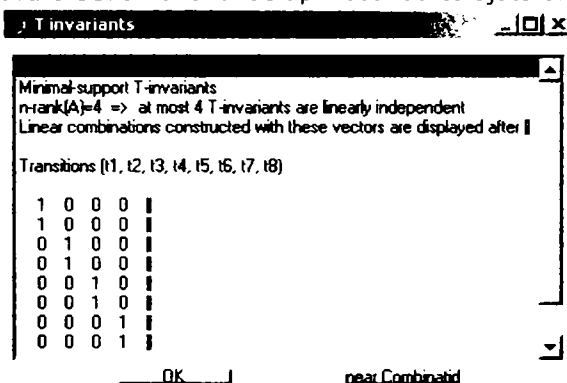 T invariants
Minimal-support T-invariants
n-rank(A)=4 => at most 4 T-invariants are linearly independent
Linear combinations constructed with these vectors are displayed after ||
Transitions (t1, t2, t3, t4, t5, t6, t7, t8)
1 0 0 0 ||
1 0 0 0 ||
0 1 0 0 ||
0 1 0 0 ||
0 0 1 0 ||
0 0 1 0 ||
0 0 0 1 ||
0 0 0 1 ||
OK near Combinatid